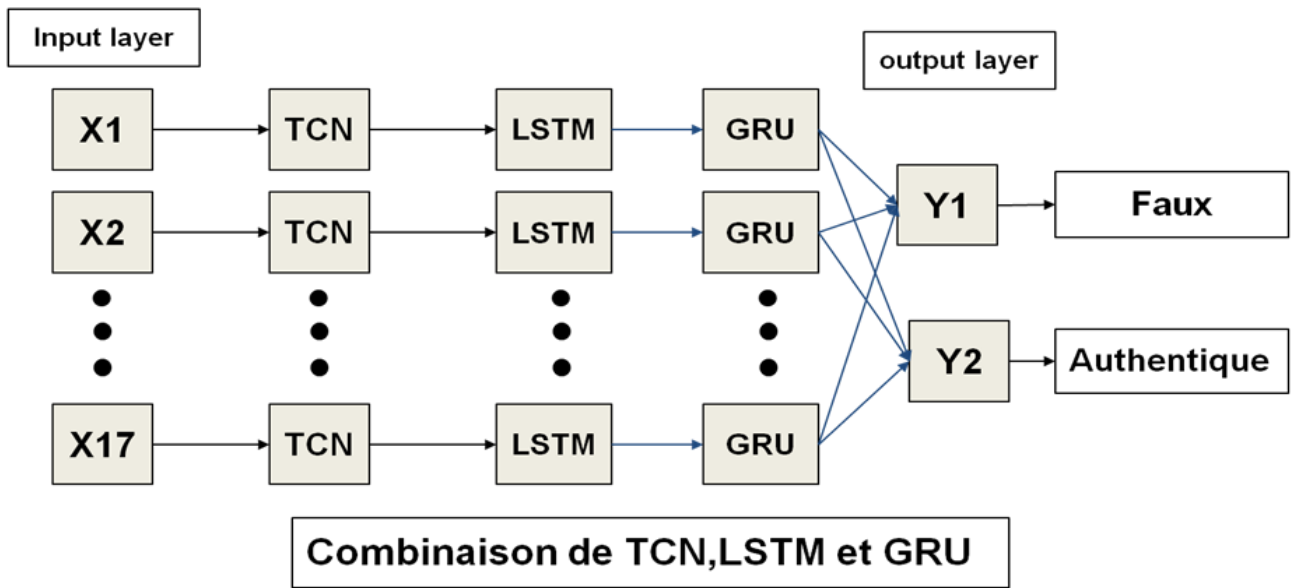 Input layer
output layer
X1
TCN
LSTM
GRU
X2
TCN
LSTM
GRU
Y1
Faux
Y2
Authentique
X17
TCN
LSTM
GRU
Combinaison de TCN,LSTM et GRU